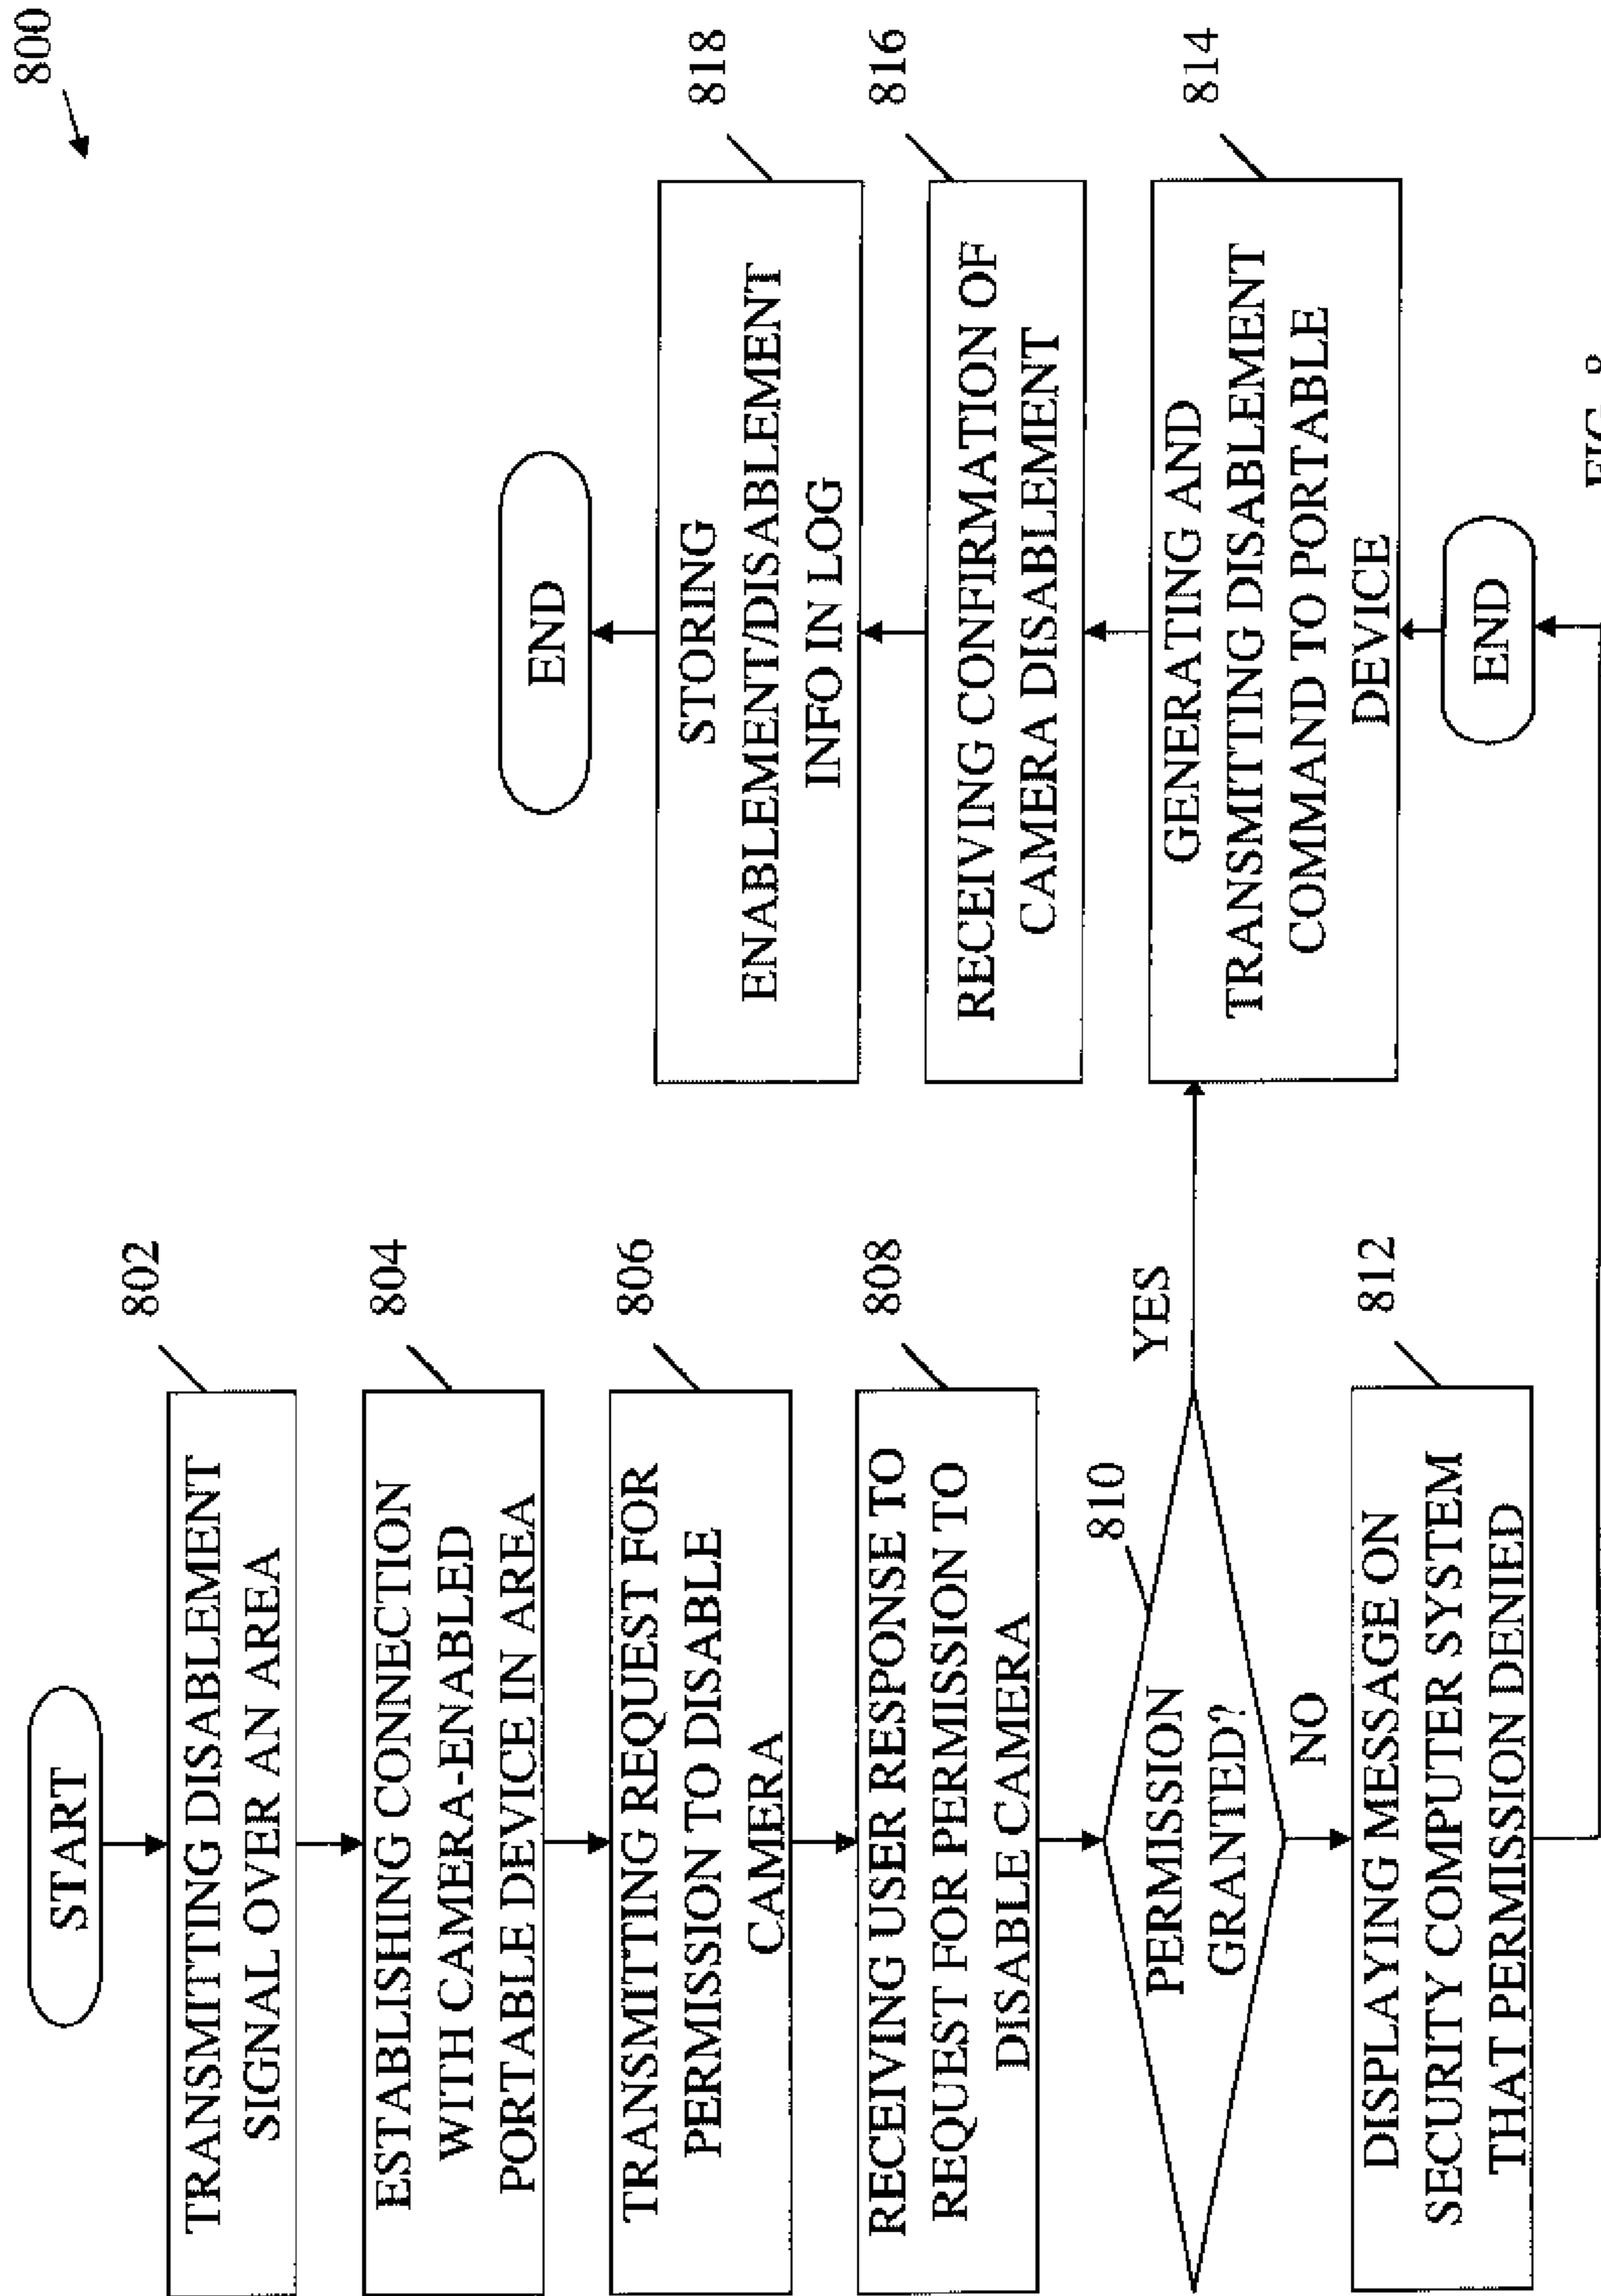 800
START
TRANSMITTING DISABLEMENT
SIGNAL OVER AN AREA
802
ESTABLISHING CONNECTION
WITH CAMERA-ENABLED
PORTABLE DEVICE IN AREA
804
TRANSMITTING REQUEST FOR
PERMISSION TO DISABLE
CAMERA
806
RECEIVING USER RESPONSE TO
REQUEST FOR PERMISSION TO
DISABLE CAMERA
808
PERMISSION
GRANTED?
810
YES
NO
DISPLAYING MESSAGE ON
SECURITY COMPUTER SYSTEM
THAT PERMISSION DENIED
812
END
STORING
ENABLEMENT/DISABLEMENT
INFO IN LOG
818
RECEIVING CONFIRMATION OF
CAMERA DISABLEMENT
816
GENERATING AND
TRANSMITTING DISABLEMENT
COMMAND TO PORTABLE
DEVICE
814
END
FIG. 8